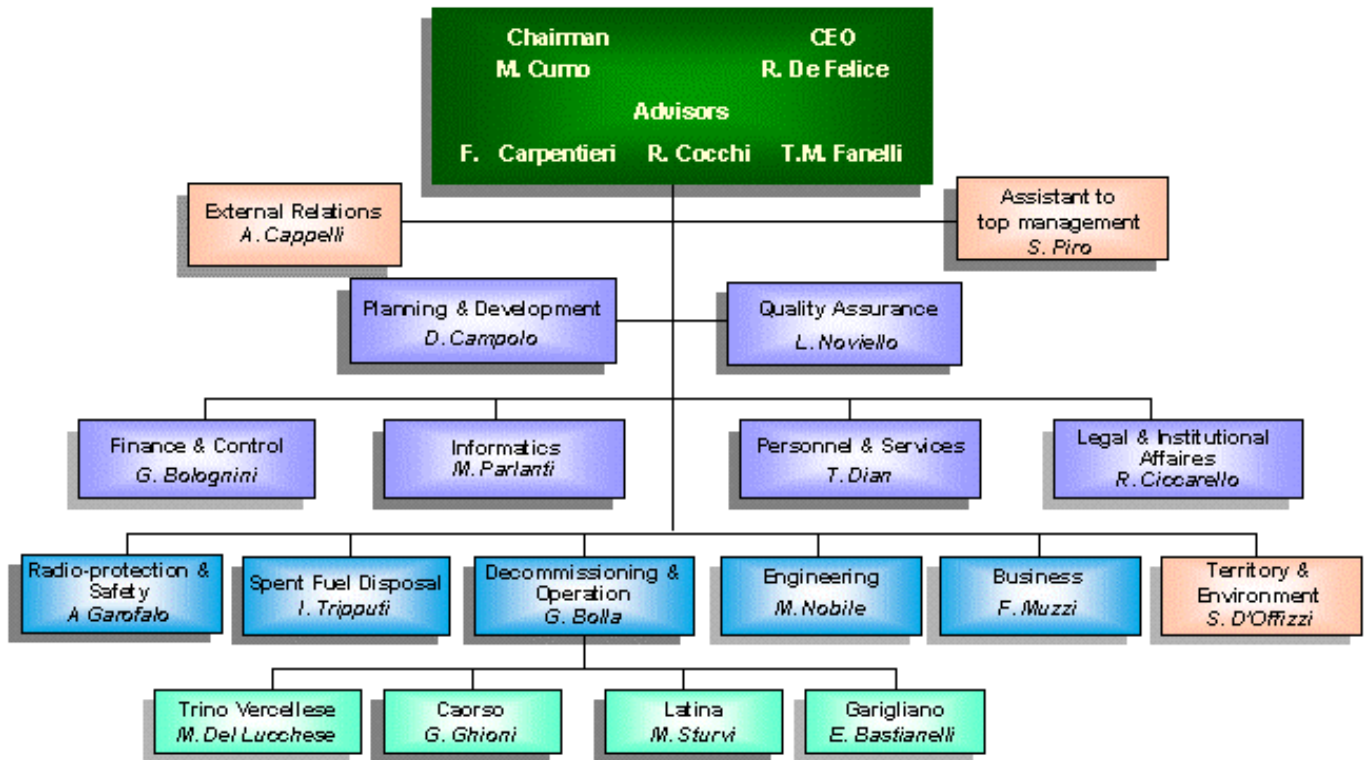 Chairman CEO
M. Curno R. De Felice
Advisors
F. Carpentieri R. Cocchi T.M. Fanelli
External Relations
A. Cappelli
Assistant to
top management
S. Piro
Planning & Development
D. Campolo
Quality Assurance
L. Noviello
Finance & Control
G. Bolognini
Informatics
M. Parlanti
Personnel & Services
T. Dian
Legal & Institutional
Affaires
R. Ciccarello
Radio-protection &
Safety
A Garofalo
Spent Fuel Disposal
I. Tripputi
Decommissioning &
Operation
G. Bolla
Engineering
M. Nobile
Business
F. Muzzi
Territory &
Environment
S. D'Offizzi
Trino Vercellese
M. Del Lucchese
Caorso
G. Ghioni
Latina
M. Sturvi
Garigliano
E. Bastianelli